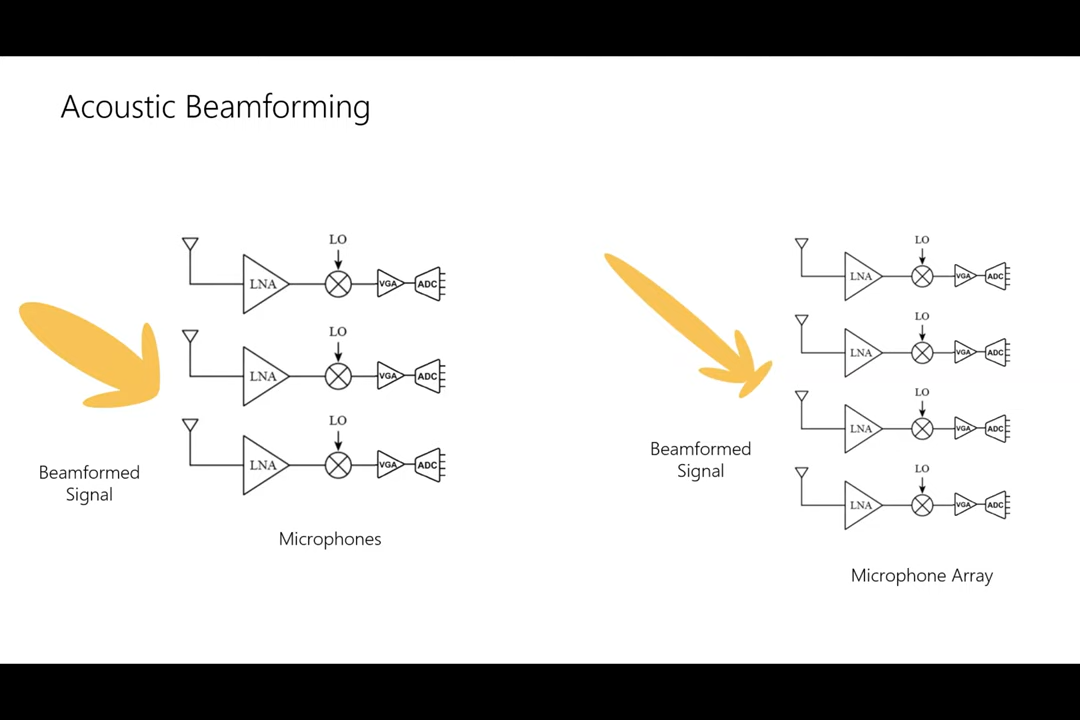 Acoustic Beamforming
LO
LNA
VGA
ADC
LO
LNA
VGA
ADC
LO
LNA
VGA
ADC
Beamformed
Signal
Microphones
LO
LNA
VGA
ADC
LO
LNA
VGA
ADC
LO
LNA
VGA
ADC
LO
LNA
VGA
ADC
Beamformed
Signal
Microphone Array